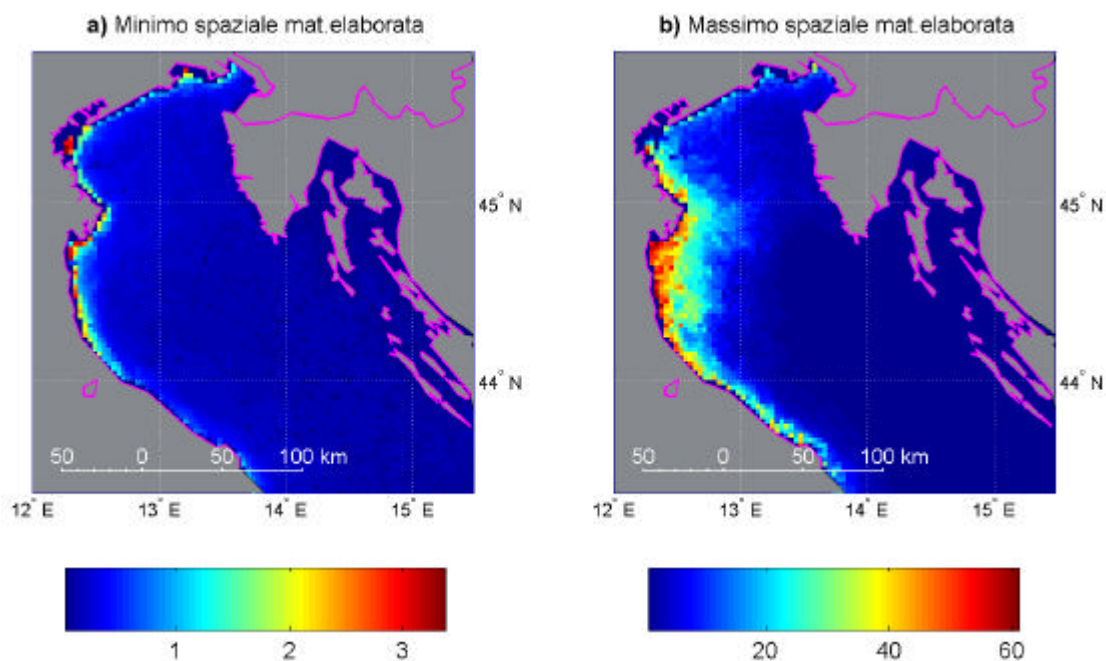 a) Minimo spaziale mat.elaborata
b) Massimo spaziale mat.elaborata
45° N
44° N
50 0 50 100 km
12° E 13° E 14° E 15° E
45° N
44° N
50 0 50 100 km
12° E 13° E 14° E 15° E
1 2 3
20 40 60